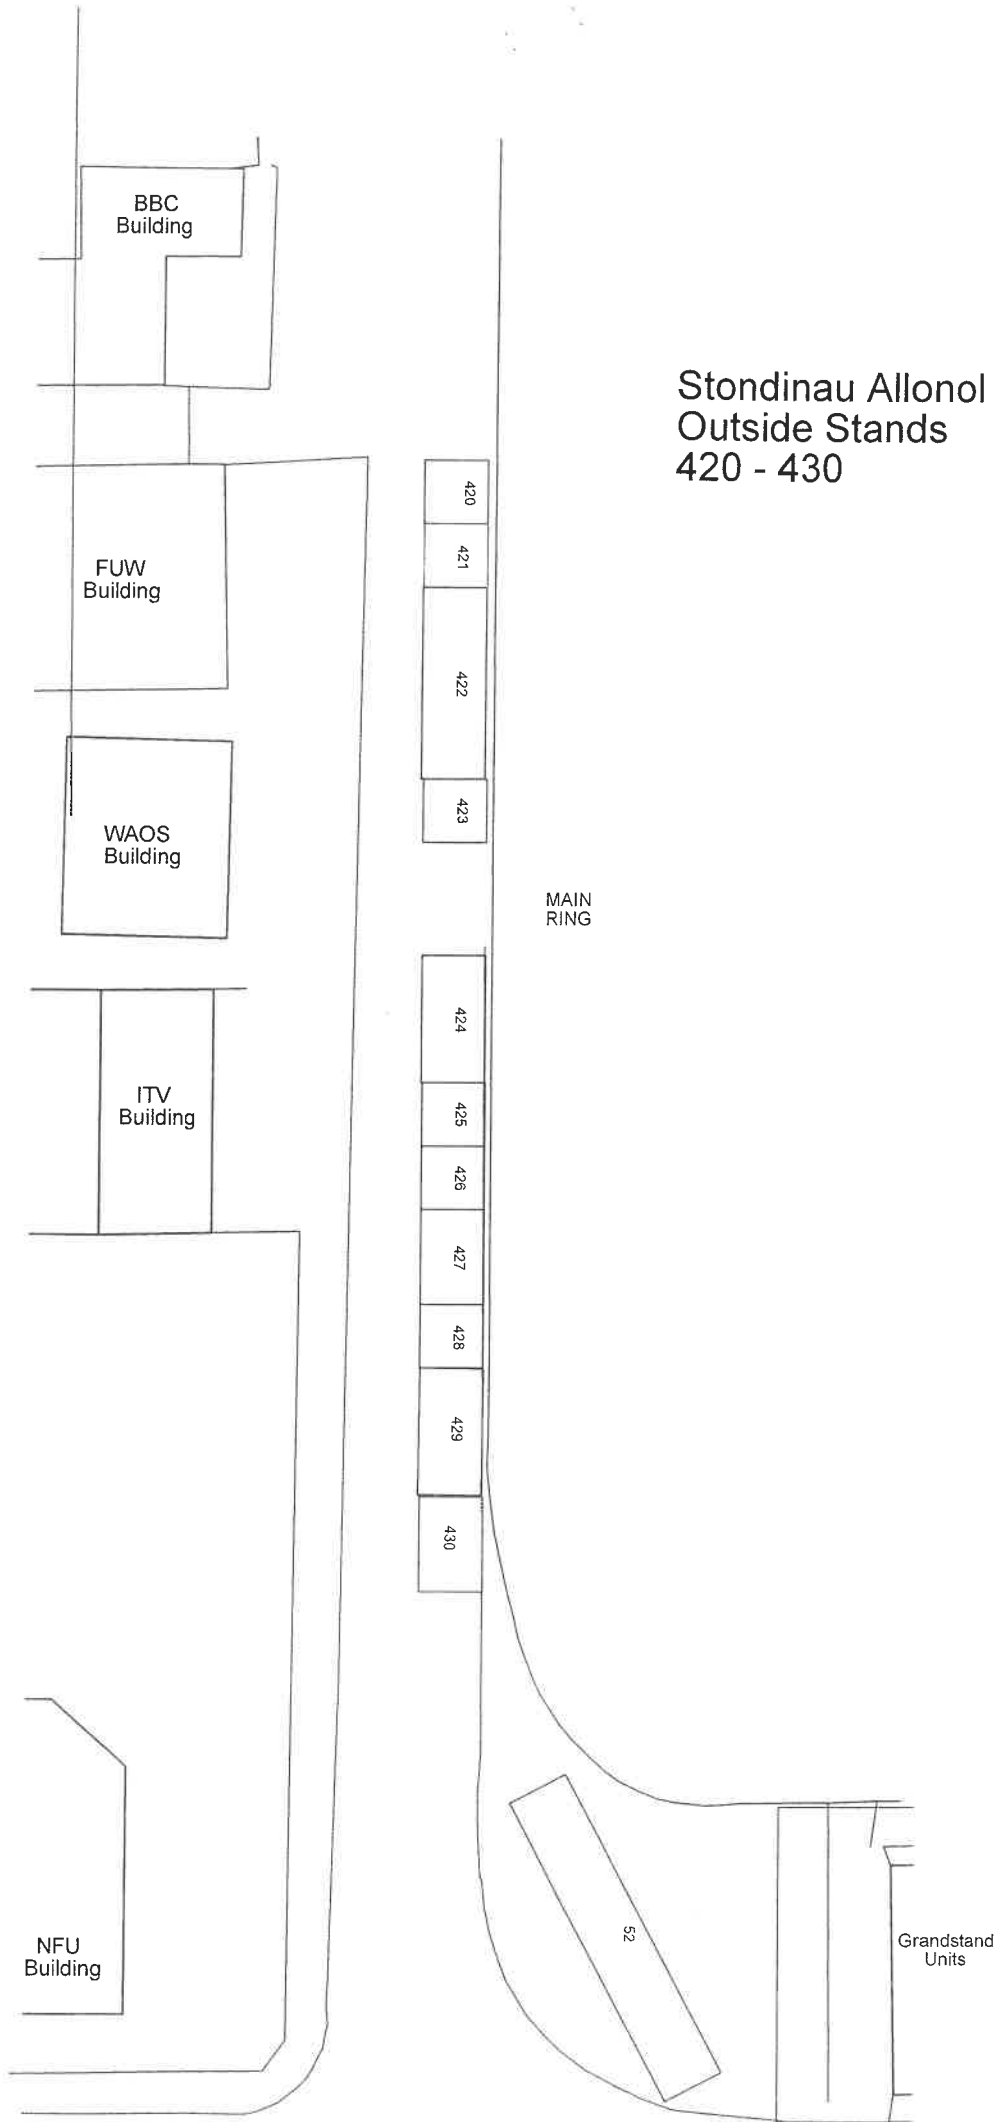 BBC
Building
Stondinau Allonol
Outside Stands
420 - 430
420
421
FUW
Building
422
423
WAOS
Building
MAIN
RING
424
ITV
Building
425
426
427
428
429
430
52
NFU
Building
Grandstand
Units